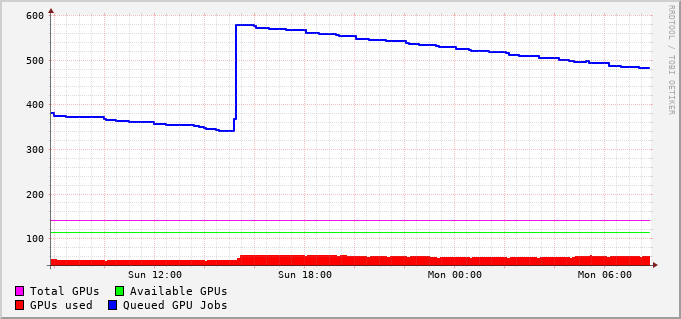 600
500
400
300
200
100
Sun 12:00 Sun 18:00 Mon 00:00 Mon 06:00
Total GPUs Available GPUs
GPUs used Queued GPU Jobs
RRDTOOL / TOBI OETIKER